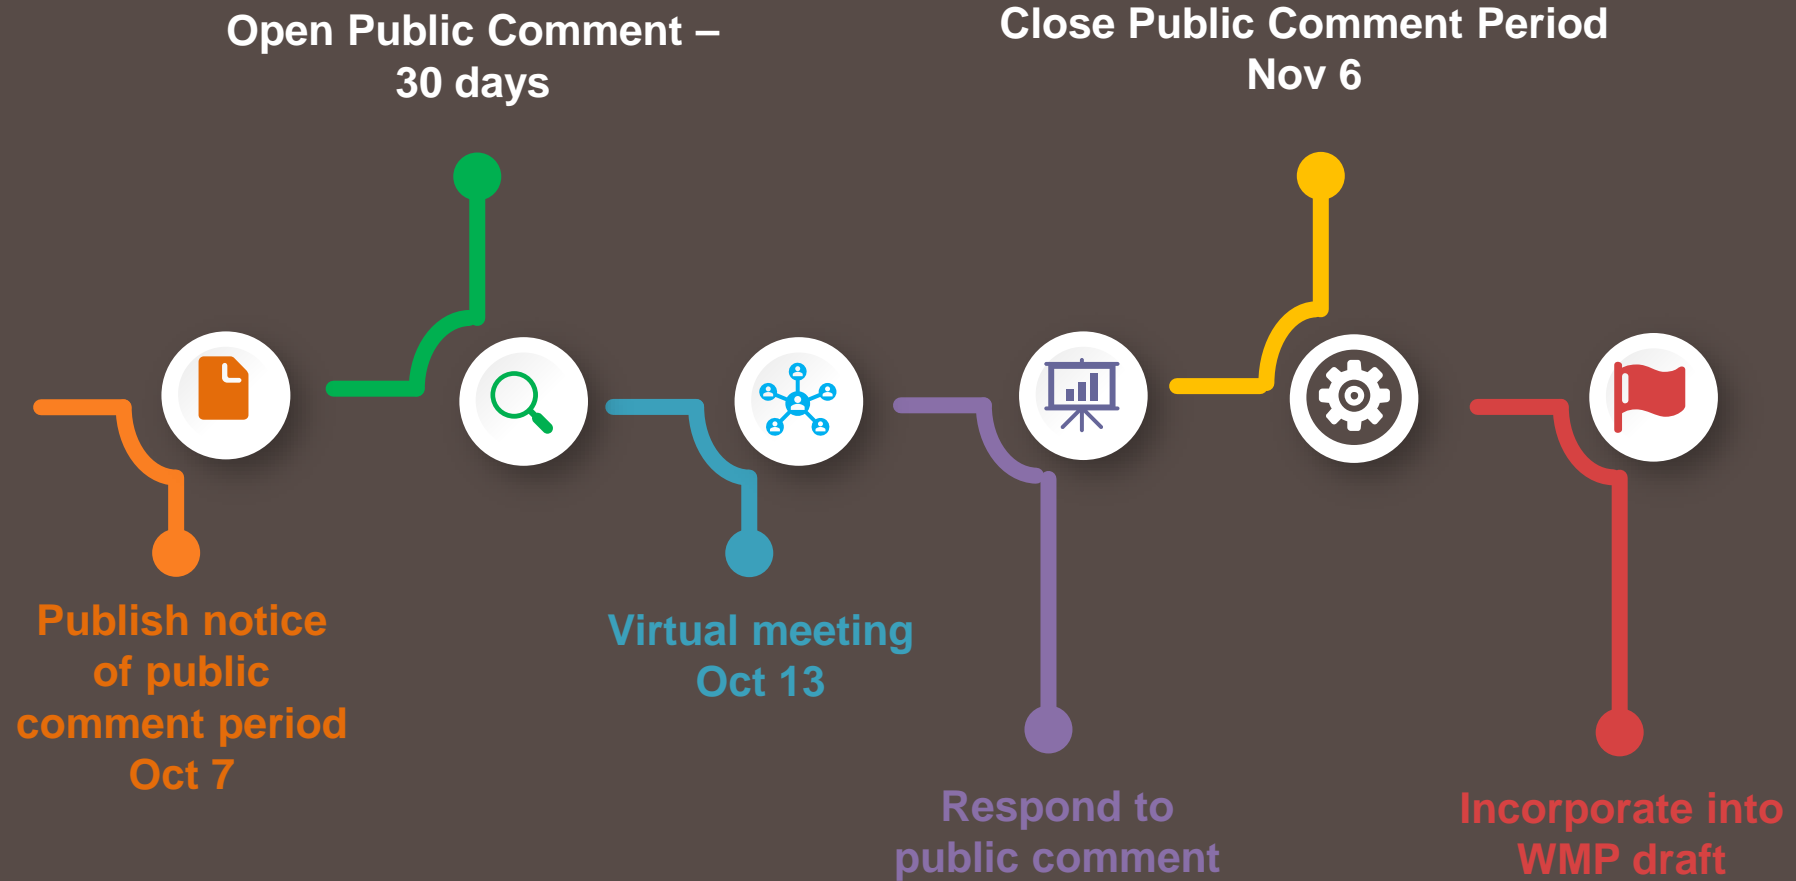 Open Public Comment –
30 days
Close Public Comment Period
Nov 6
Publish notice
of public
comment period
Oct 7
Virtual meeting
Oct 13
Respond to
public comment
Incorporate into
WMP draft